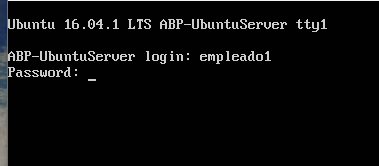 Ubuntu 16.04.1 LTS ABP-UbuntuServer tty1
ABP-UbuntuServer login: empleado1
Password: _